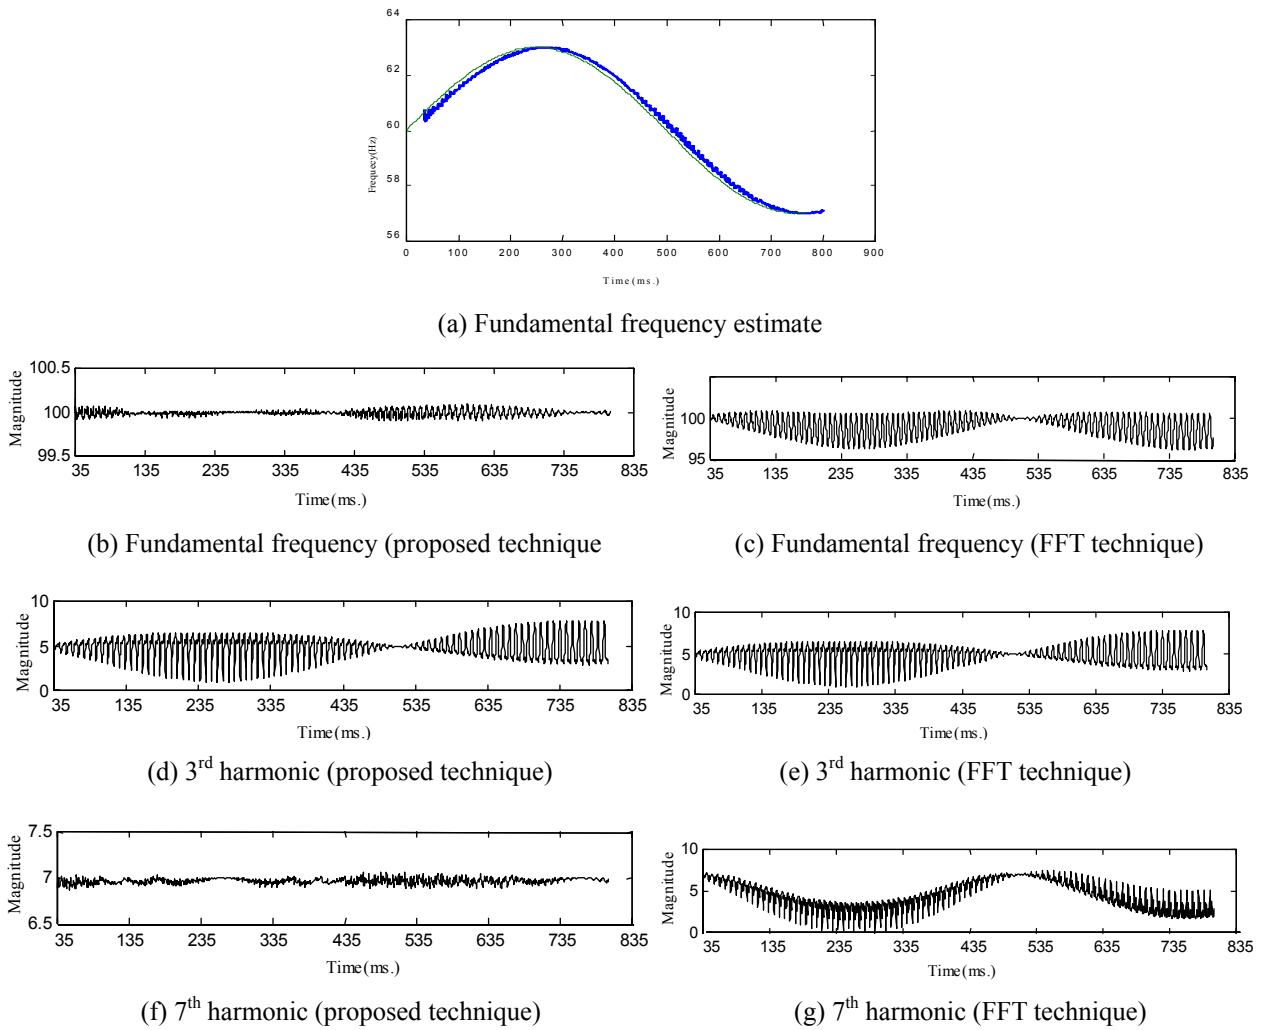 64
62
60
58
56
Frequecy(Hz)
0 100 200 300 400 500 600 700 800 900
Time(ms.)
(a) Fundamental frequency estimate
100.5
100
99.5
Magnitude
35 135 235 335 435 535 635 735 835
Time(ms.)
(b) Fundamental frequency (proposed technique
100
95
Magnitude
35 135 235 335 435 535 635 735 835
Time(ms.)
(c) Fundamental frequency (FFT technique)
10
5
0
Magnitude
35 135 235 335 435 535 635 735 835
Time(ms.)
(d) 3rd harmonic (proposed technique)
10
5
0
Magnitude
35 135 235 335 435 535 635 735 835
Time(ms.)
(e) 3rd harmonic (FFT technique)
7.5
7
6.5
Magnitude
35 135 235 335 435 535 635 735 835
Time(ms.)
(f) 7th harmonic (proposed technique)
10
5
0
Magnitude
35 135 235 335 435 535 635 735 835
Time(ms.)
(g) 7th harmonic (FFT technique)